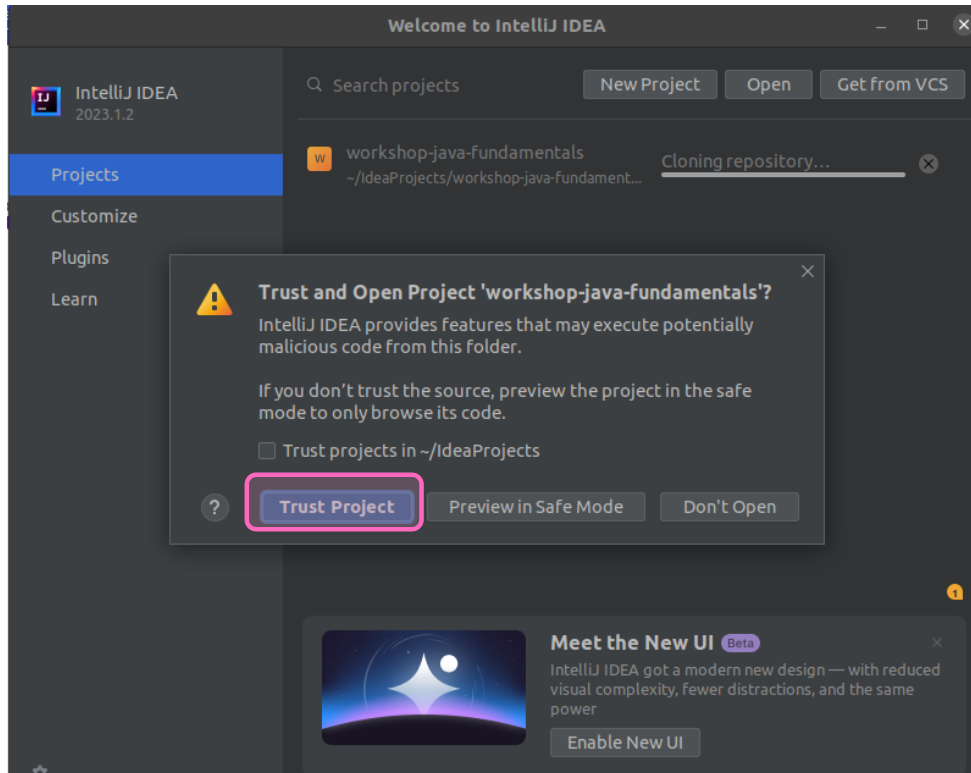 Welcome to IntelliJ IDEA
IJ
IntelliJ IDEA
2023.1.2
Search projects
New Project
Open
Get from VCS
Projects
Customize
Plugins
Learn
W
workshop-java-fundamentals
~/IdeaProjects/workshop-java-fundament...
Cloning repository...
Trust and Open Project 'workshop-java-fundamentals'?
IntelliJ IDEA provides features that may execute potentially
malicious code from this folder.
If you don't trust the source, preview the project in the safe
mode to only browse its code.
Trust projects in ~/IdeaProjects
?
Trust Project
Preview in Safe Mode
Don't Open
1
Meet the New UI Beta
IntelliJ IDEA got a modern new design — with reduced
visual complexity, fewer distractions, and the same
power
Enable New UI